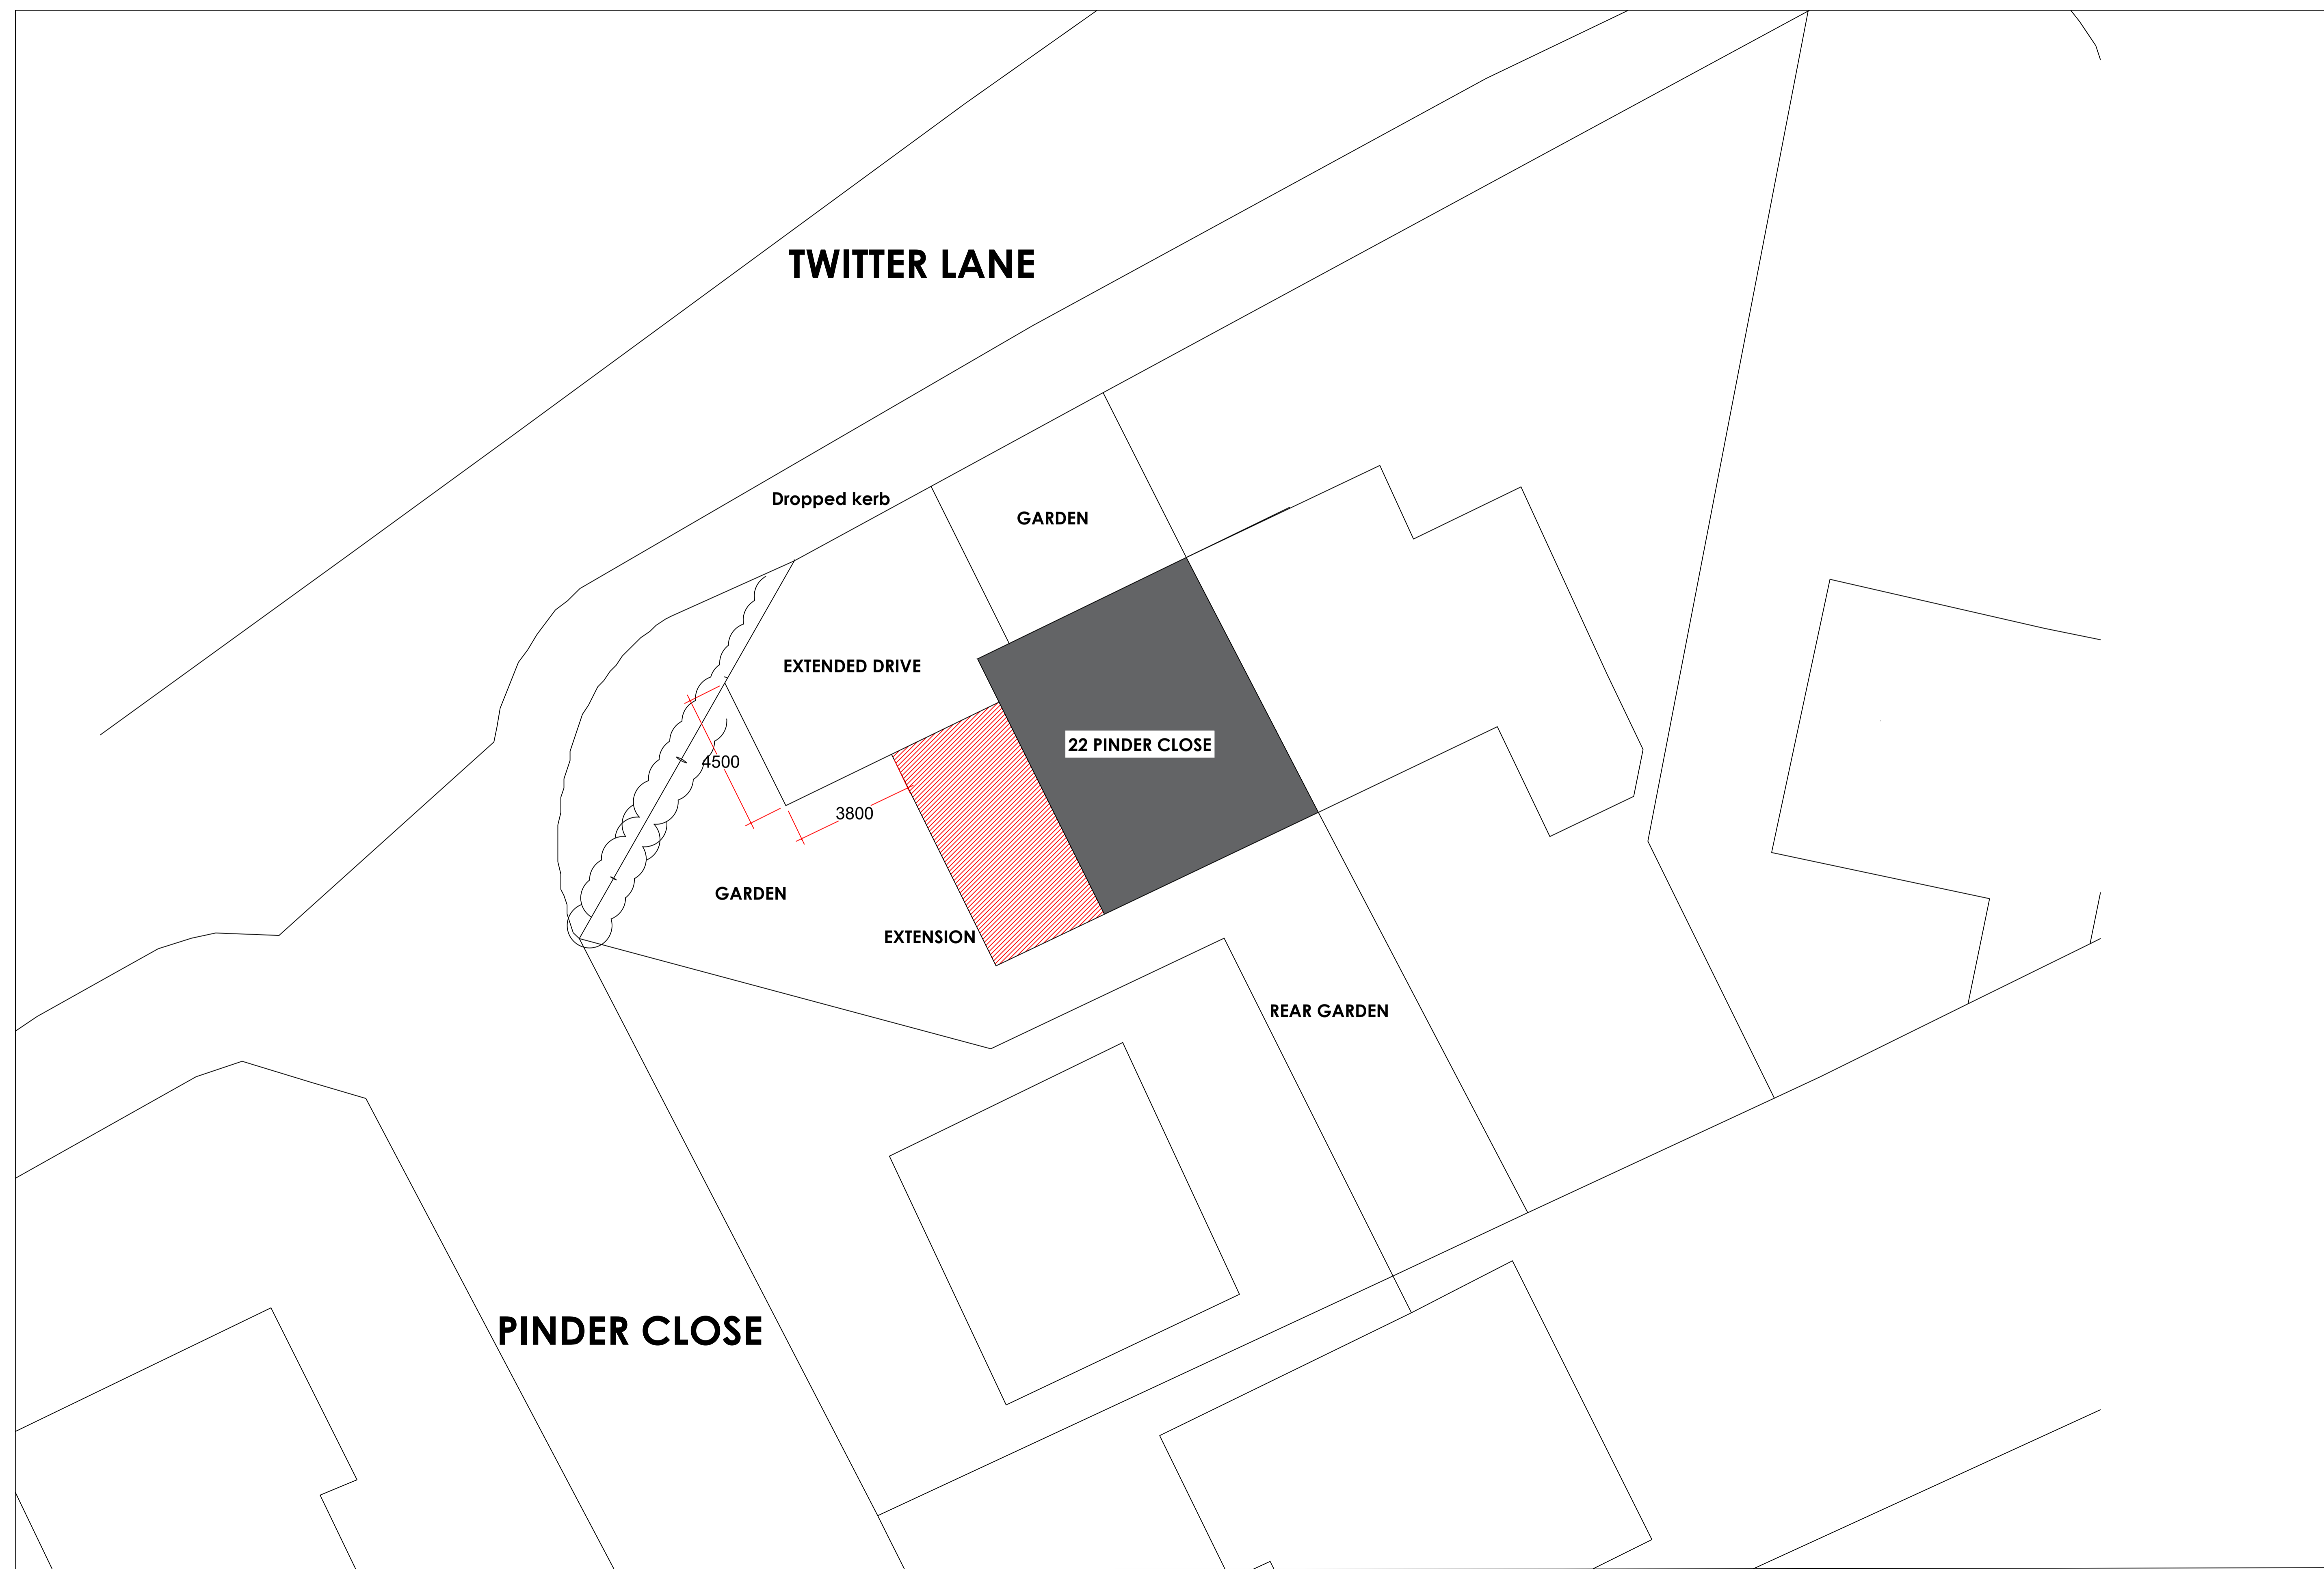 TWITTER LANE
Dropped kerb
GARDEN
EXTENDED DRIVE
22 PINDER CLOSE
4500
3800
GARDEN
EXTENSION
REAR GARDEN
PINDER CLOSE